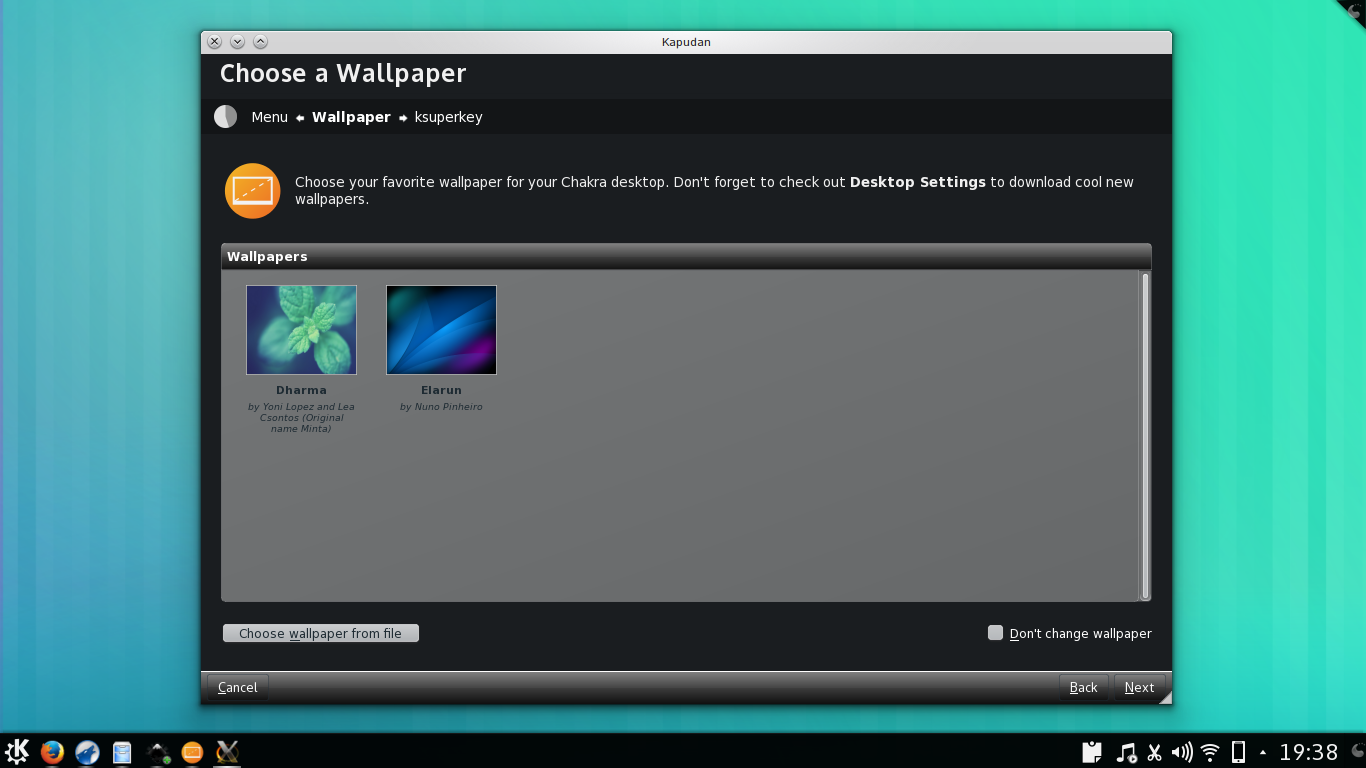 Kapudan
Choose a Wallpaper
Menu Wallpaper ksuperkey
Choose your favorite wallpaper for your Chakra desktop. Don't forget to check out Desktop Settings to download cool new
wallpapers.
Wallpapers
Dharma
by Yoni Lopez and Lea
Csontos (Original
name Minta)
Elarun
by Nuno Pinheiro
Choose wallpaper from file
Don't change wallpaper
Cancel
Back
Next
19:38